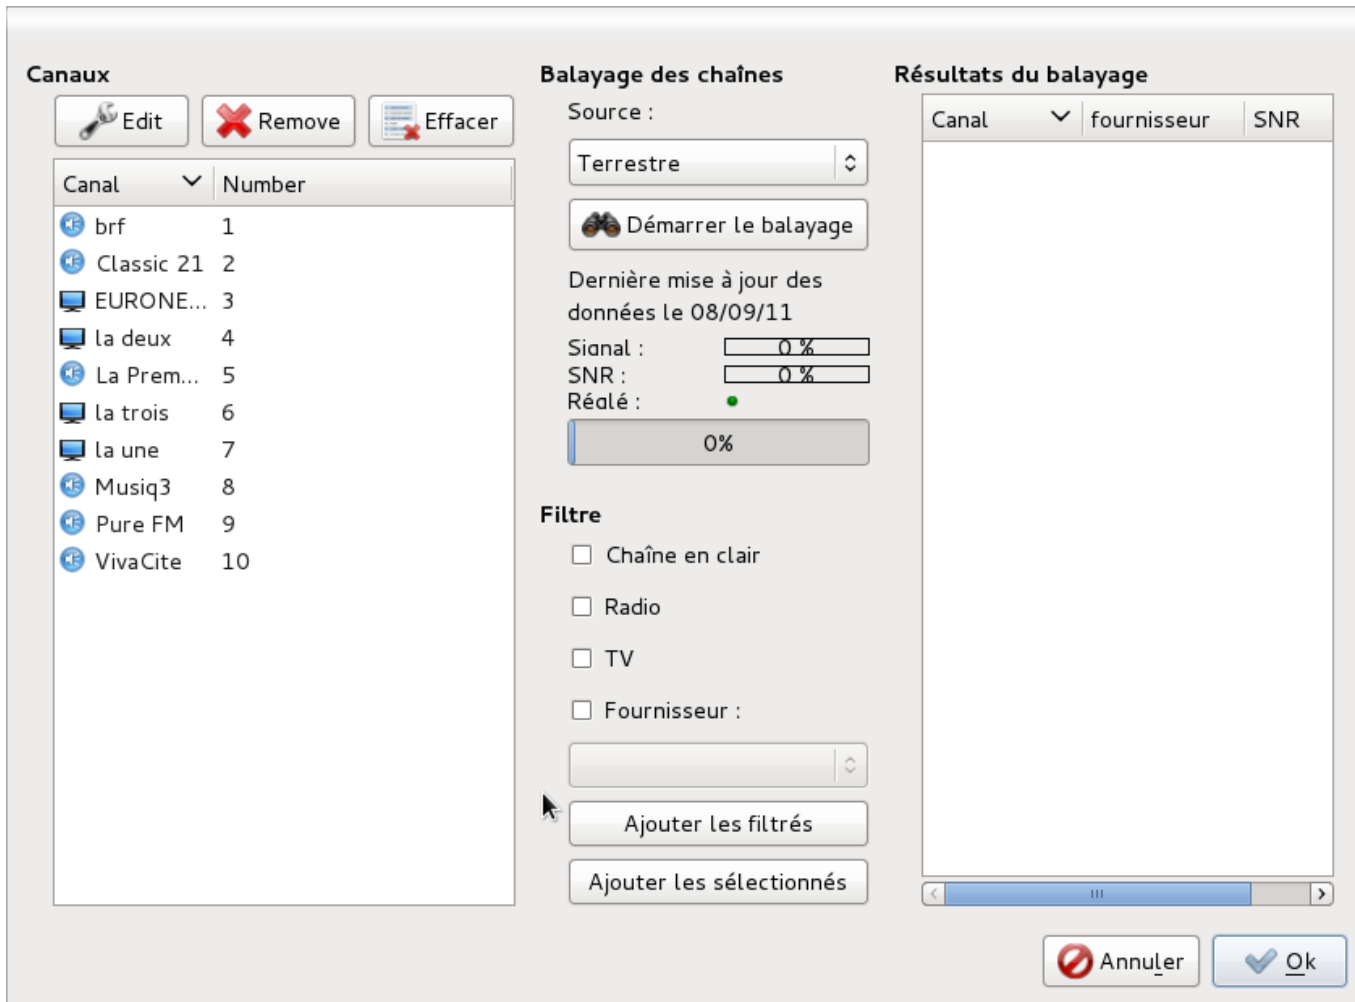 Canaux
Edit Remove Effacer
Canal Number
brf 1
Classic 21 2
EURONE... 3
la deux 4
La Prem... 5
la trois 6
la une 7
Musiq3 8
Pure FM 9
VivaCite 10
Balayage des chaînes
Source :
Terrestre
Démarrer le balayage
Dernière mise à jour des
données le 08/09/11
Signal : 0 %
SNR : 0 %
Réglé :
0%
Filtre
Chaîne en clair
Radio
TV
Fournisseur :
Ajouter les filtrés
Ajouter les sélectionnés
Résultats du balayage
Canal fournisseur SNR
Annuler Ok